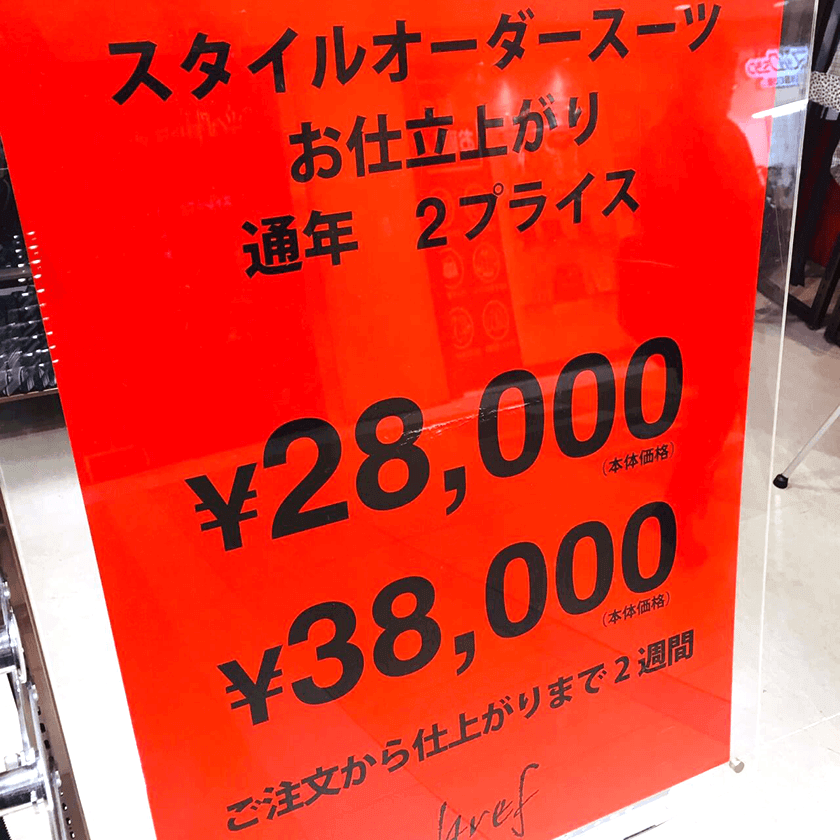 スタイルオーダースーツ
お仕立上がり
通年 2プライス
¥28,000
(本体価格)
¥38,000
(本体価格)
ご注文から仕上がりまで2週間